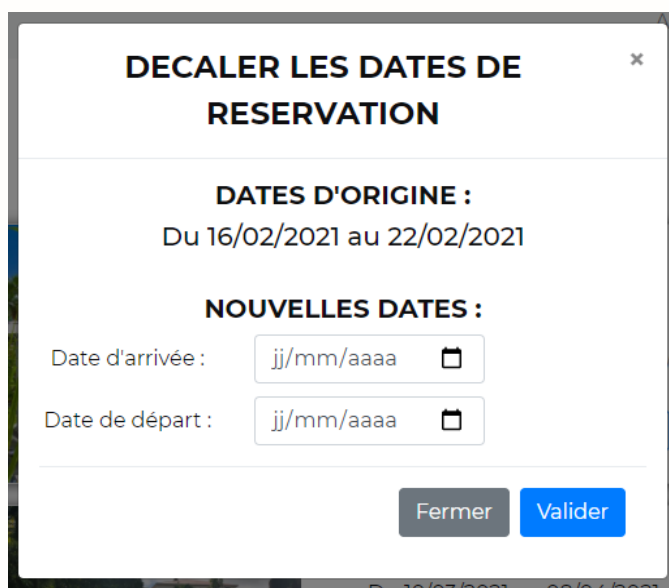 DECALER LES DATES DE
RESERVATION
×
DATES D'ORIGINE :
Du 16/02/2021 au 22/02/2021
NOUVELLES DATES :
Date d'arrivée : jj/mm/aaaa
Date de départ : jj/mm/aaaa
Fermer Valider